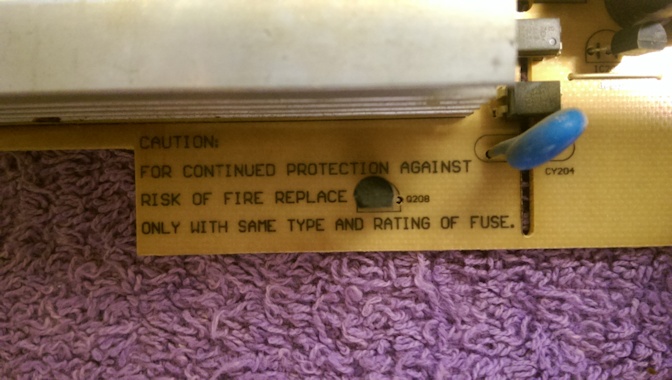 CAUTION:
FOR CONTINUED PROTECTION AGAINST
RISK OF FIRE REPLACE
Q208
ONLY WITH SAME TYPE AND RATING OF FUSE.
CY204